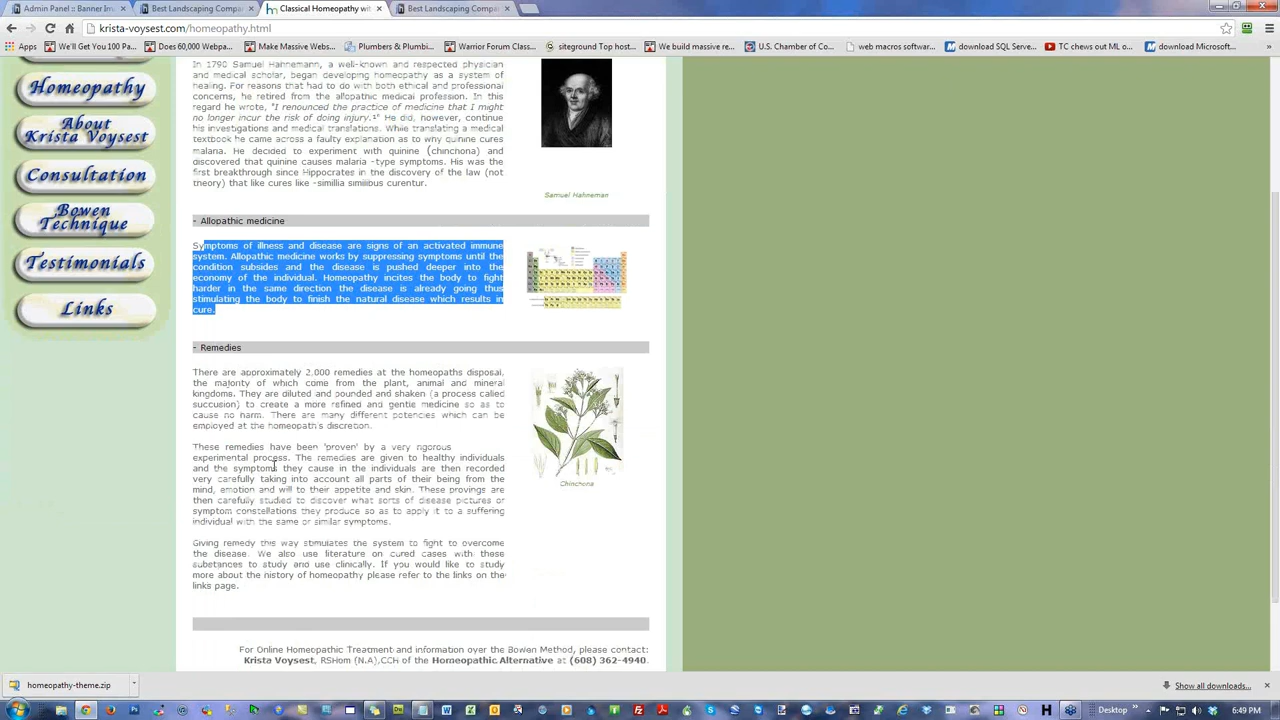 Admin Panel :: Banner Inv
Best Landscaping Compan
Classical Homeopathy wit
Best Landscaping Compan
krista-voysest.com/homeopathy.html
Apps
We'll Get You 100 Pa...
Does 60,000 Webpa...
Make Massive Webs...
Plumbers & Plumbi...
Warrior Forum Class...
siteground Top host...
We build massive re...
U.S. Chamber of Co...
web macros softwar...
download SQL Serve...
TC chews out ML o...
download Microsoft...
Homeopathy
About
Krista Voysest
Consultation
Bowen
Technique
Testimonials
Links
In 1790 Samuel Hahnemann, a well-known and respected physician
and medical scholar, began developing homeopathy as a system of
healing. For reasons that had to do with both ethical and professional
concerns, he retired from the allopathic medical profession. In this
regard he wrote, "I renounced the practice of medicine that I might
no longer incur the risk of doing injury.¹" He did, however, continue
his investigations and medical translations. While translating a medical
textbook he came across a faulty explanation as to why quinine cures
malaria. He decided to experiment with quinine (chinchona) and
discovered that quinine causes malaria -type symptoms. His was the
first breakthrough since Hippocrates in the discovery of the law (not
theory) that like cures like -simillia simiibus curentur.
Samuel Hahneman
- Allopathic medicine
Symptoms of illness and disease are signs of an activated immune
system. Allopathic medicine works by suppressing symptoms until the
condition subsides and the disease is pushed deeper into the
economy of the individual. Homeopathy incites the body to fight
harder in the same direction the disease is already going thus
stimulating the body to finish the natural disease which results in
cure.
- Remedies
There are approximately 2,000 remedies at the homeopaths disposal,
the majority of which come from the plant, animal and mineral
kingdoms. They are diluted and pounded and shaken (a process called
succusion) to create a more refined and gentle medicine so as to
cause no harm. There are many different potencies which can be
employed at the homeopath's discretion.
These remedies have been 'proven' by a very rigorous
experimental process. The remedies are given to healthy individuals
and the symptoms they cause in the individuals are then recorded
very carefully taking into account all parts of their being from the
mind, emotion and will to their appetite and skin. These provings are
then carefully studied to discover what sorts of disease pictures or
symptom constellations they produce so as to apply it to a suffering
individual with the same or similar symptoms.
Chinchona
Giving remedy this way stimulates the system to fight to overcome
the disease. We also use literature on cured cases with these
substances to study and use clinically. If you would like to study
more about the history of homeopathy please refer to the links on the
links page.
For Online Homeopathic Treatment and information over the Bowen Method, please contact:
Krista Voysest, RSHom (N.A),CCH of the Homeopathic Alternative at (608) 362-4940.
homeopathy-theme.zip
Show all downloads...
Desktop
6:49 PM